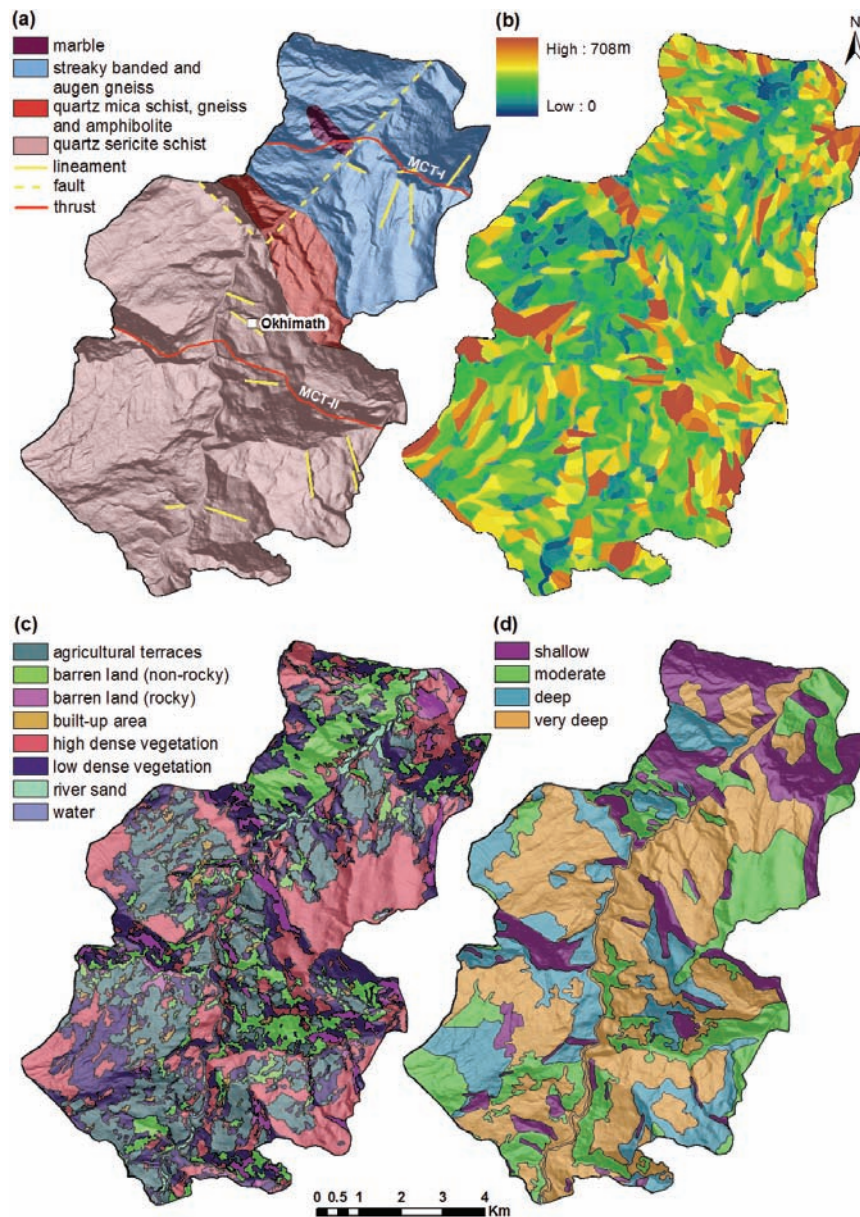 (a)
marble
streaky banded and
augen gneiss
quartz mica schist, gneiss
and amphibolite
quartz sericite schist
lineament
fault
thrust
MCT-I
Okhimath
MCT-II
(b)
High : 708m
Low : 0
N
(c)
agricultural terraces
barren land (non-rocky)
barren land (rocky)
built-up area
high dense vegetation
low dense vegetation
river sand
water
(d)
shallow
moderate
deep
very deep
0 0.5 1 2 3 4
Km